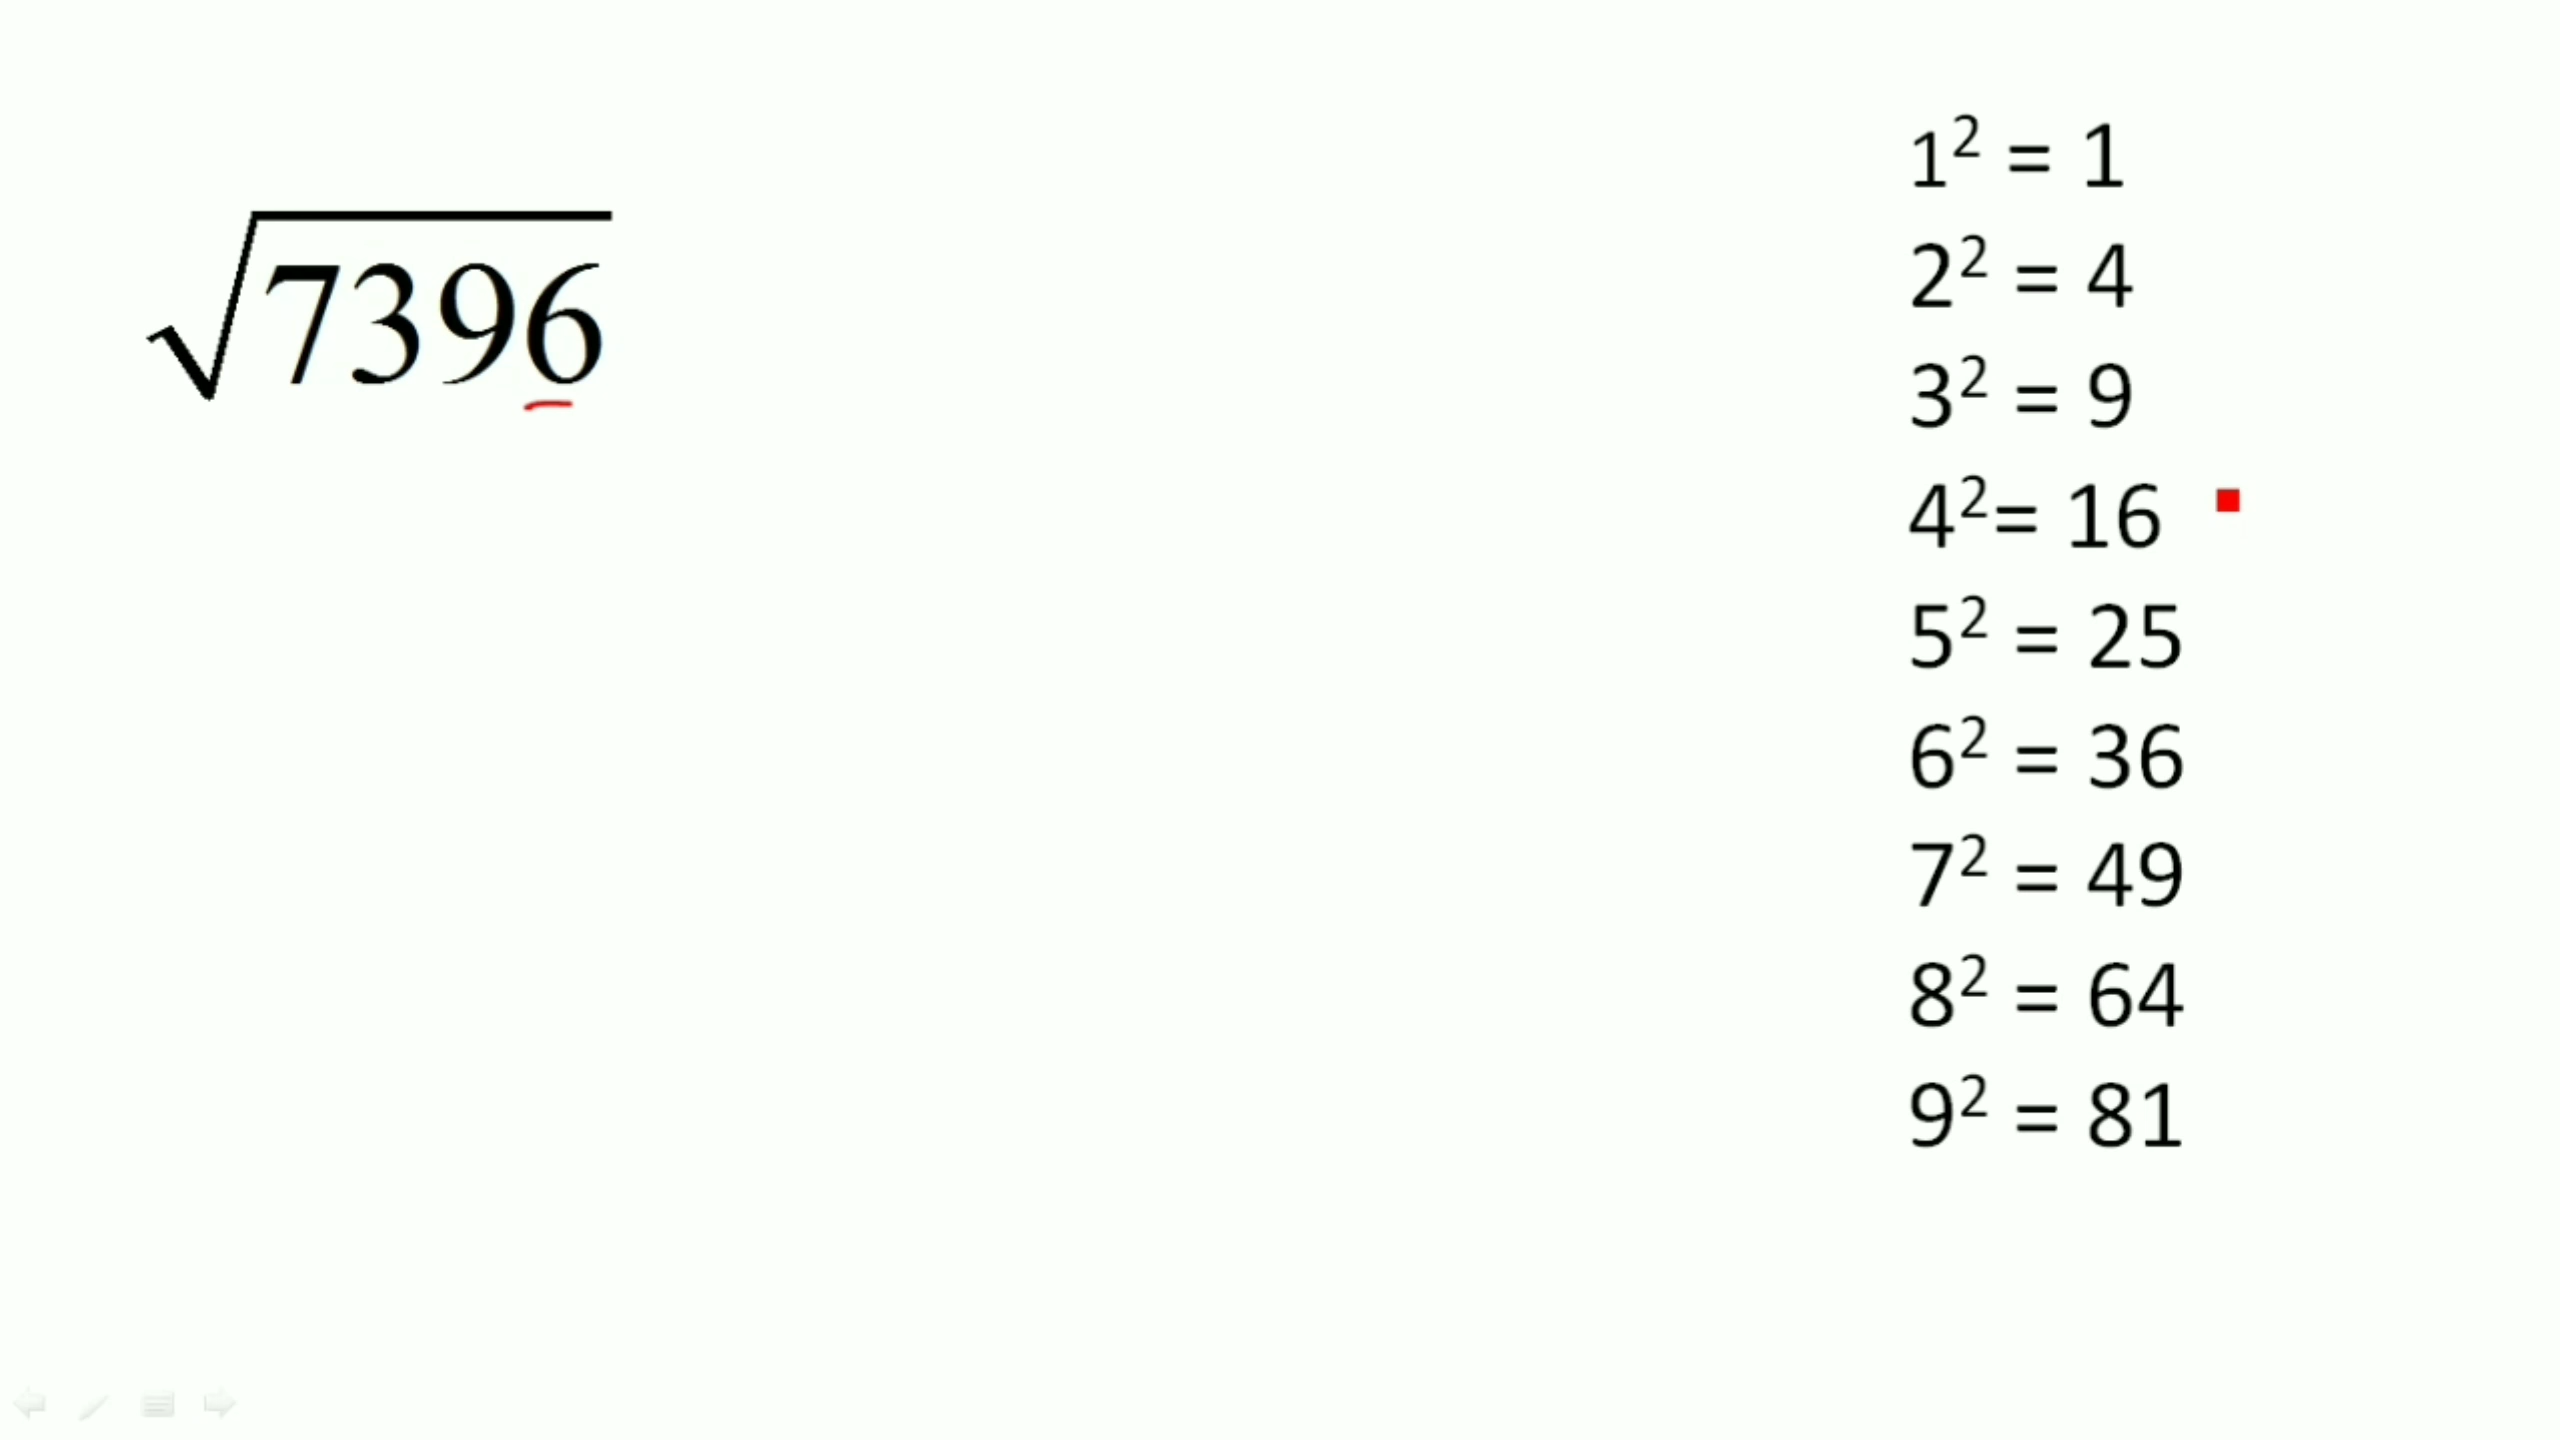 √7396
1² = 1
2² = 4
3² = 9
4²= 16
5² = 25
6² = 36
7² = 49
8² = 64
9² = 81